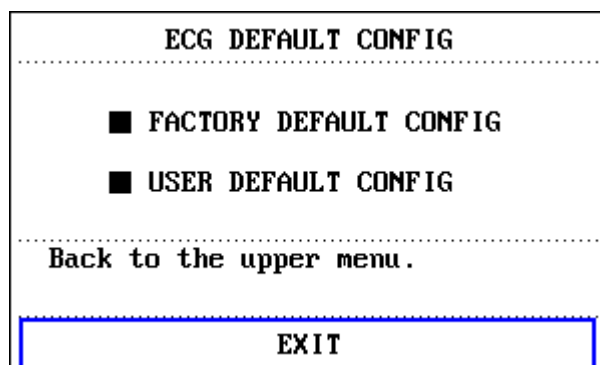 ECG DEFAULT CONFIG
FACTORY DEFAULT CONFIG
USER DEFAULT CONFIG
Back to the upper menu.
EXIT